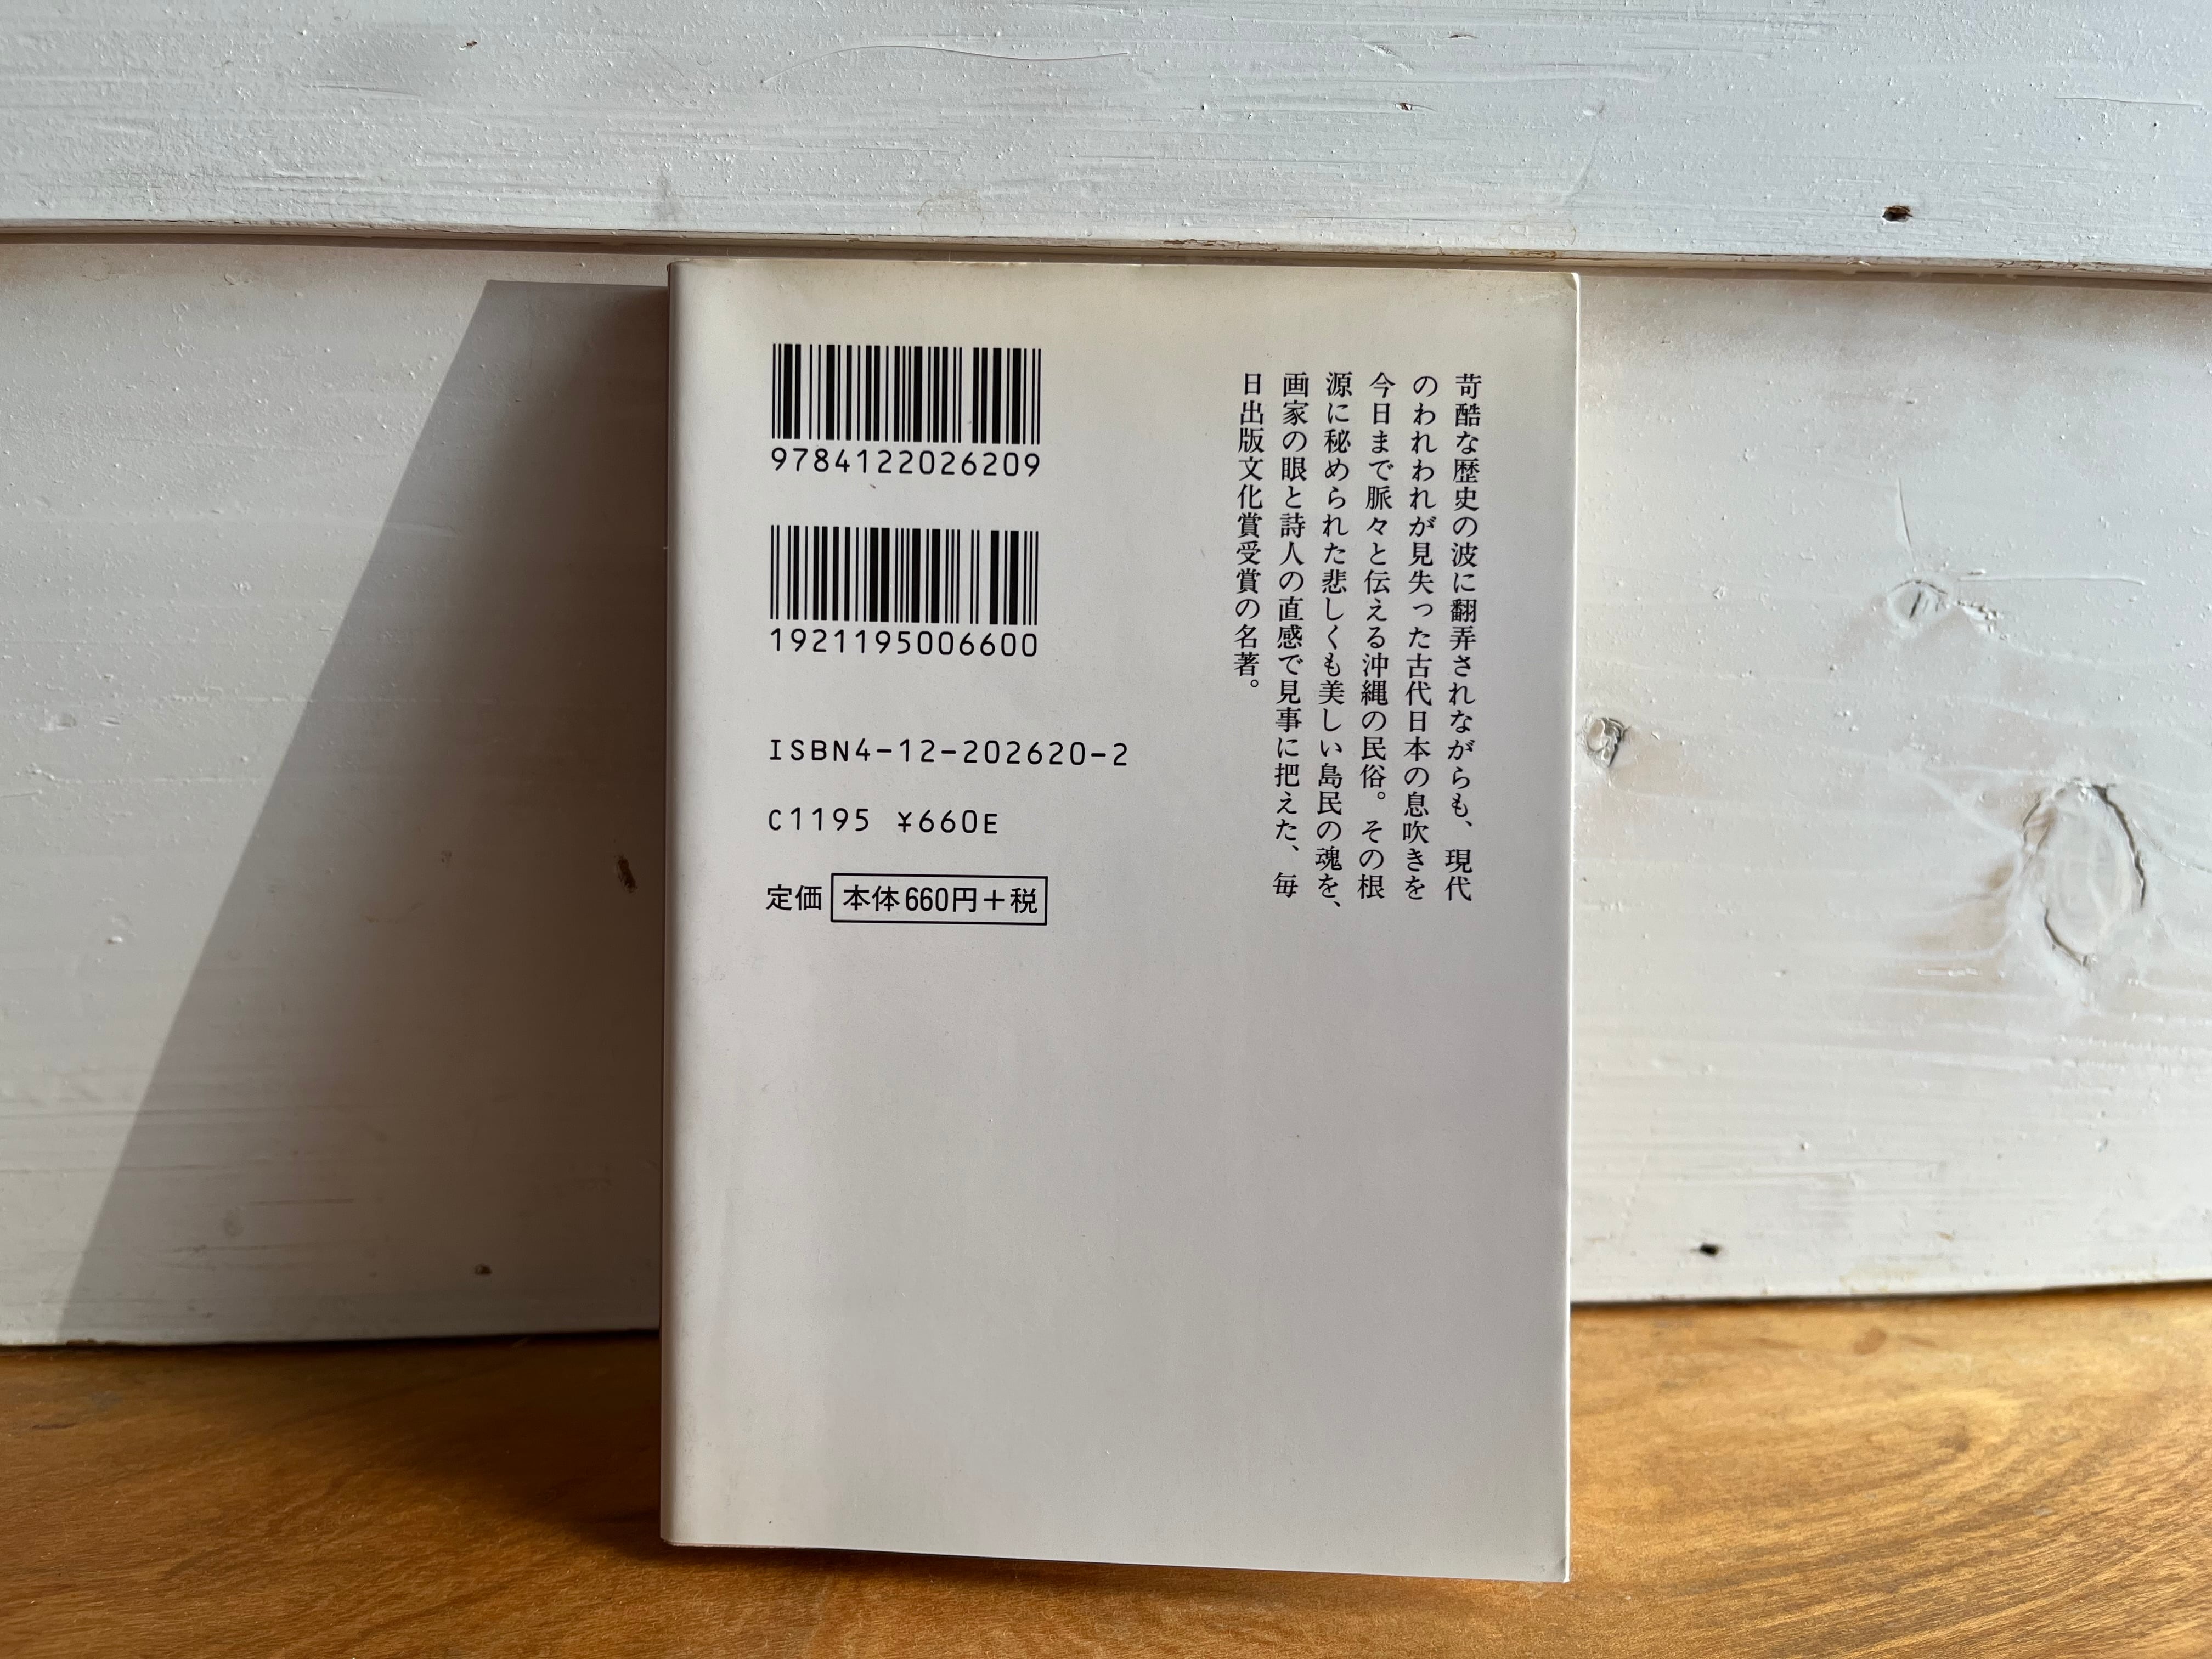 苛酷な歴史の波に翻弄されながらも、現代
のわれわれが見失った古代日本の息吹きを
今日まで脈々と伝える沖縄の民俗。その根
源に秘められた悲しくも美しい島民の魂を、
画家の眼と詩人の直感で見事に把えた、毎
日出版文化賞受賞の名著。
9784122026209
1921195006600
ISBN4-12-202620-2
C1195 ¥660E
定価 本体660円+税